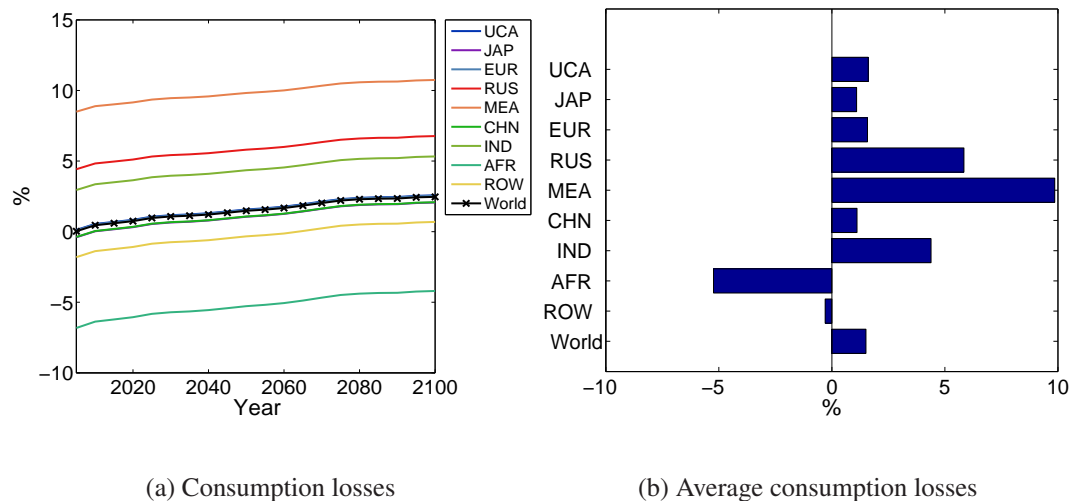 15
10
5
0
−5
−10
%
2020 2040 2060 2080 2100
Year
UCA
JAP
EUR
RUS
MEA
CHN
IND
AFR
ROW
World
(a) Consumption losses
UCA
JAP
EUR
RUS
MEA
CHN
IND
AFR
ROW
World
−10 −5 0 5 10
%
(b) Average consumption losses